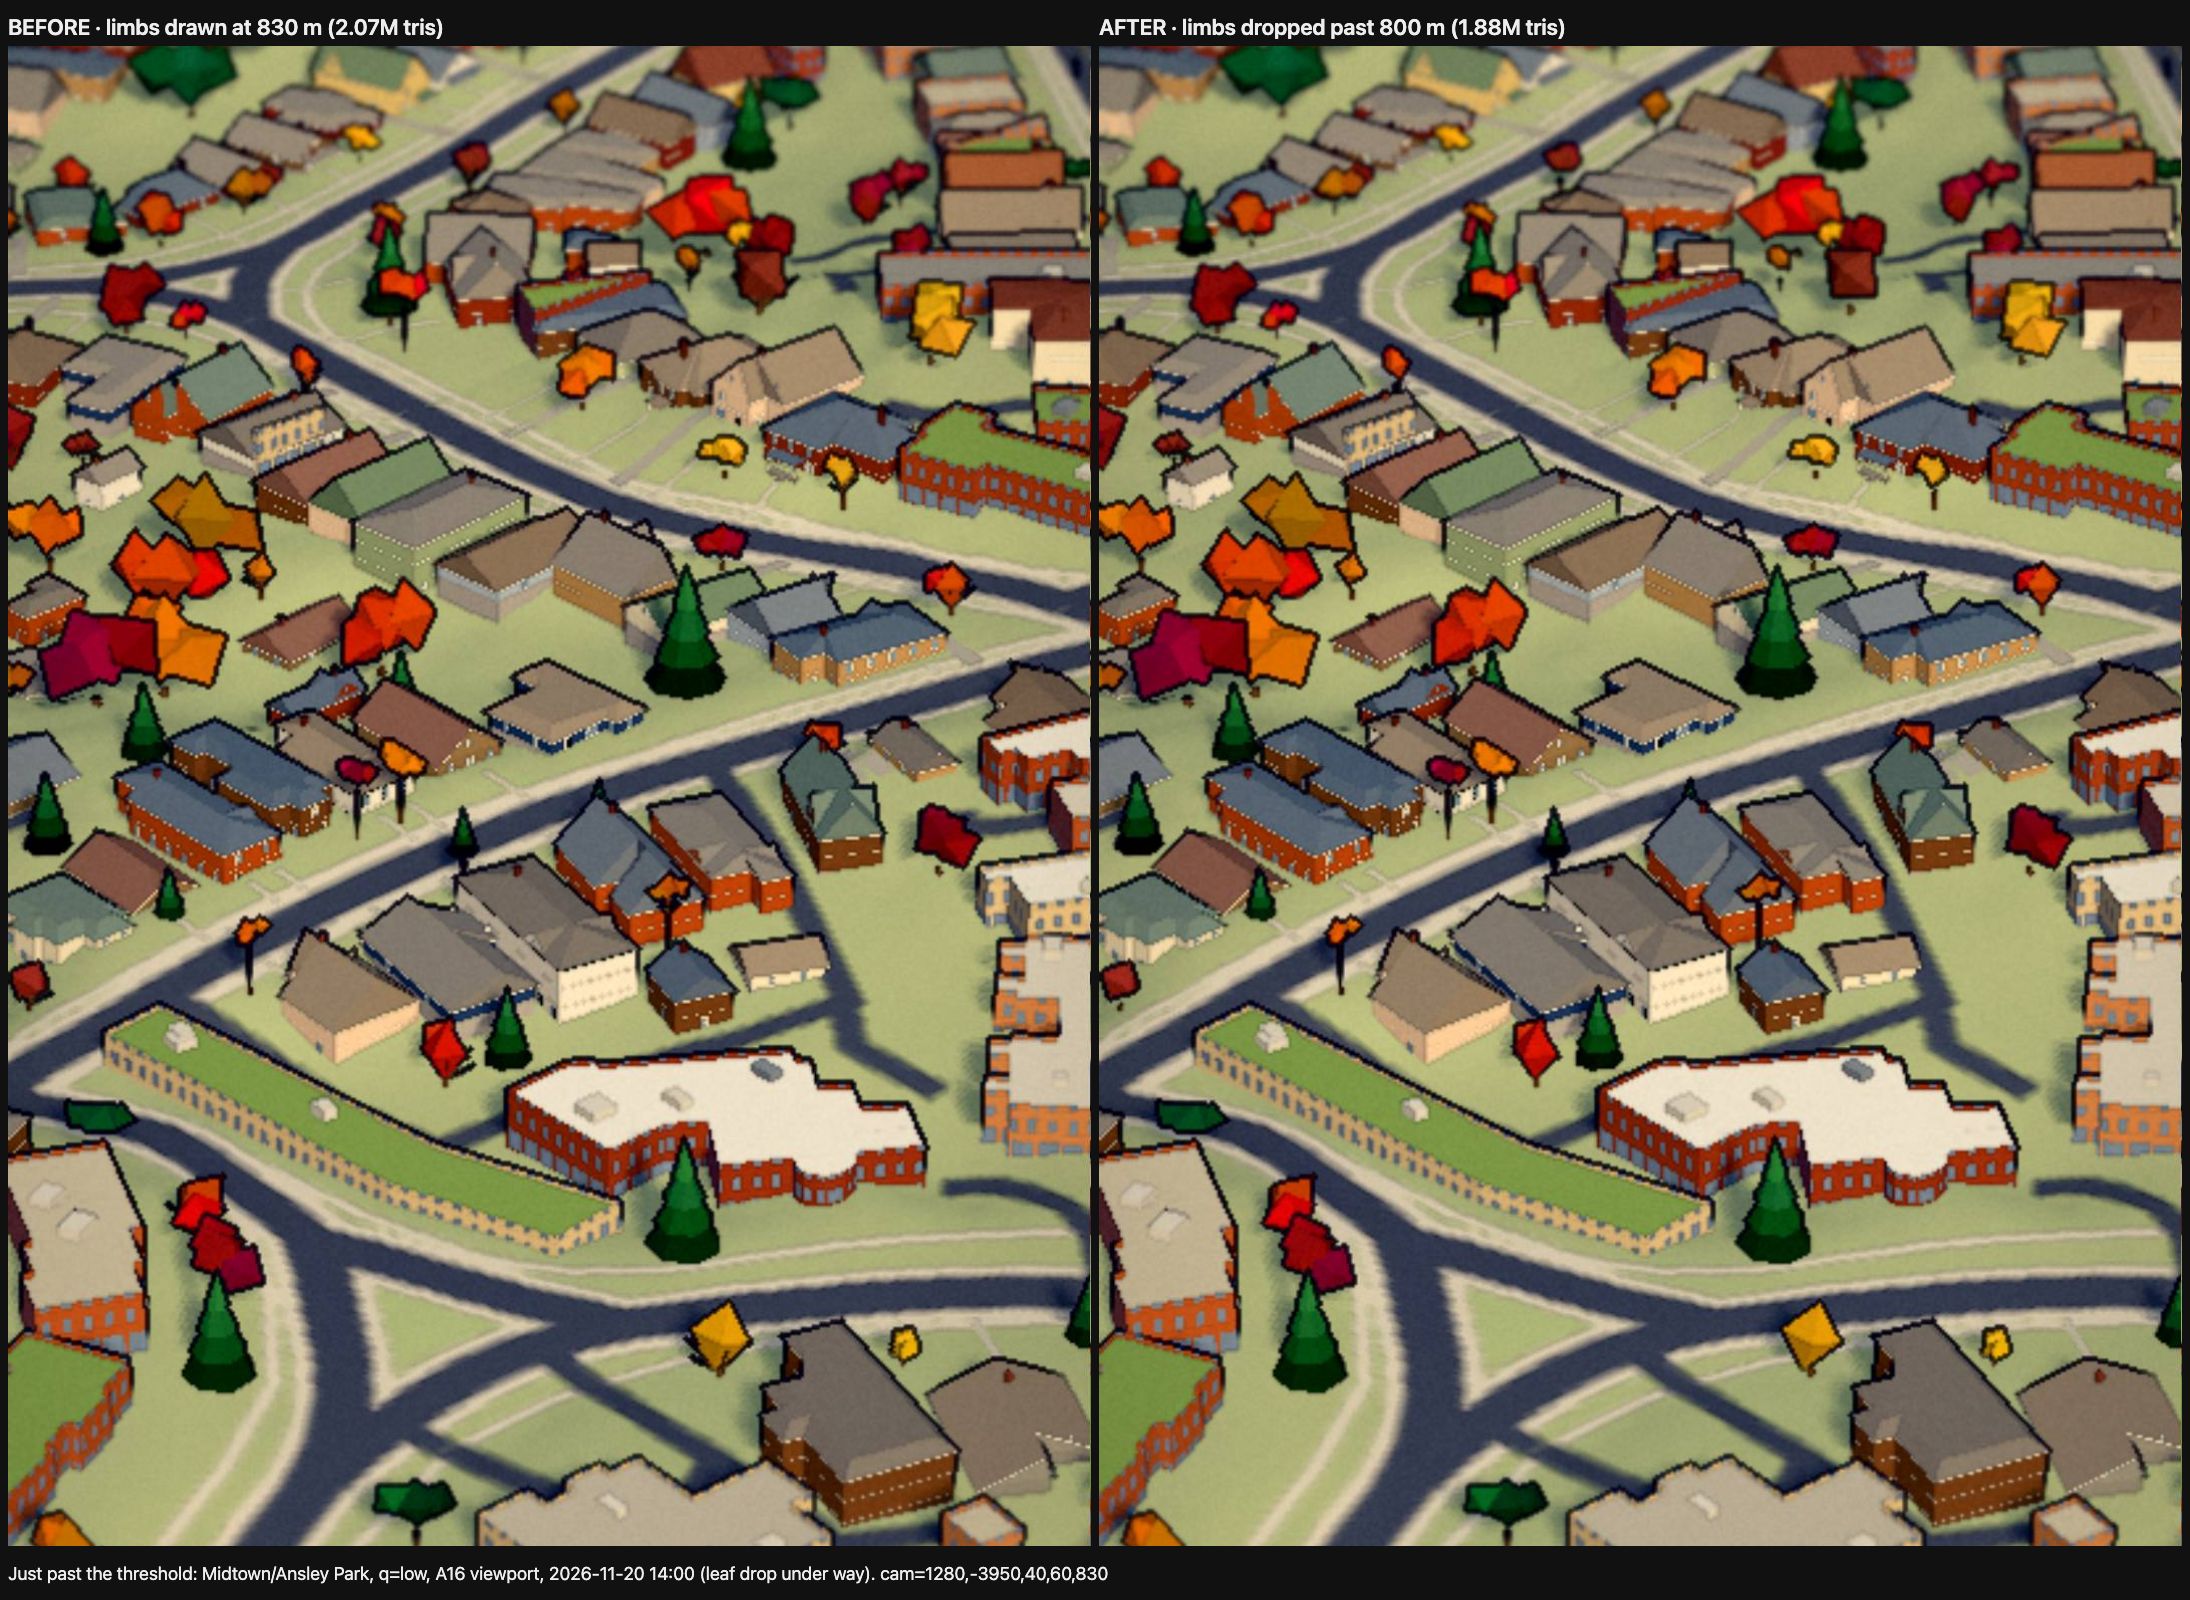 BEFORE · limbs drawn at 830 m (2.07M tris)
AFTER · limbs dropped past 800 m (1.88M tris)
Just past the threshold: Midtown/Ansley Park, q=low, A16 viewport, 2026-11-20 14:00 (leaf drop under way). cam=1280,-3950,40,60,830